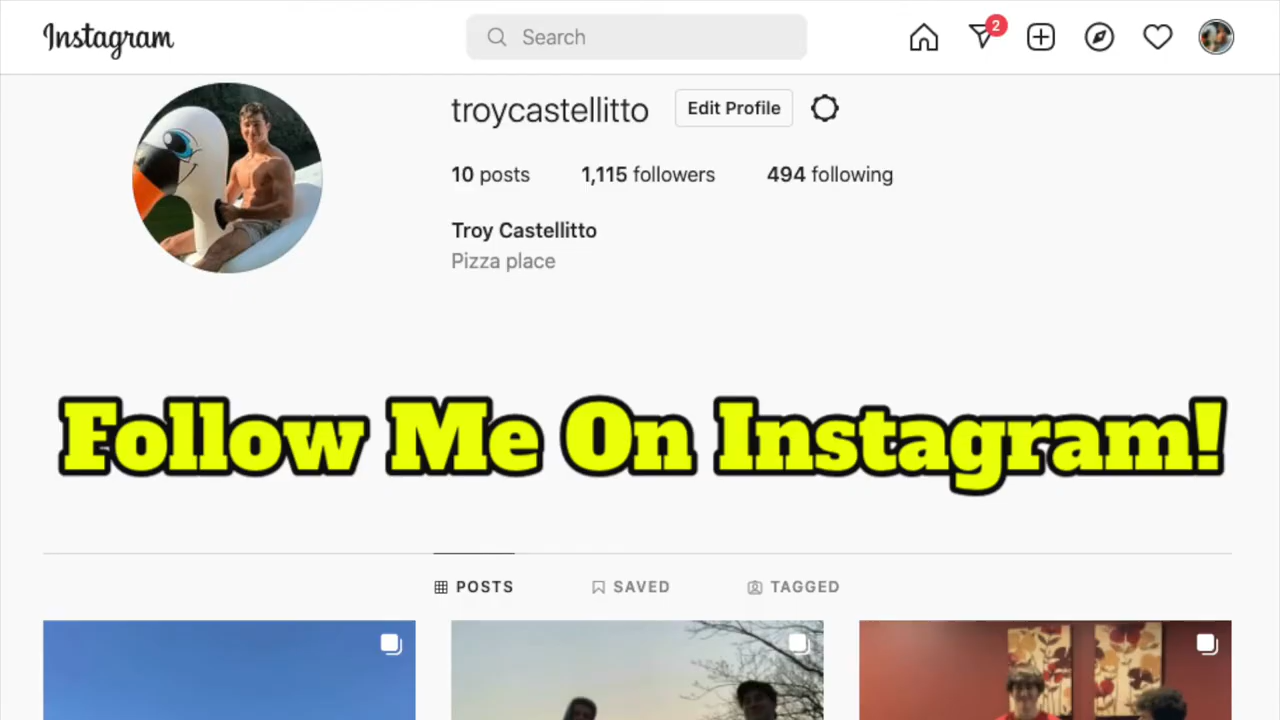 Instagram
Search
2
troycastellitto
Edit Profile
10 posts 1,115 followers 494 following
Troy Castellitto
Pizza place
Follow Me On Instagram!
POSTS SAVED TAGGED